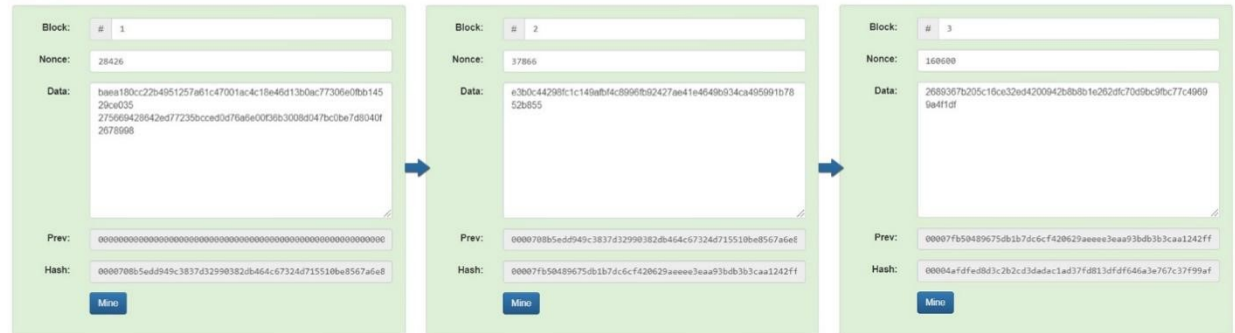 Block: # 1
Nonce: 28426
Data: baea180cc22b4951257a61c47001ac4c18e46d13b0ac77306e0fbb145
29ce035
275669428642ed77235bcced0d76a6e00f36b3008d047bc0be7d8040f
2678998
Prev: 0000000000000000000000000000000000000000000000000000000000
Hash: 0000708b5edd949c3837d32990382db464c67324d715510be8567a6e8
Mine
Block: # 2
Nonce: 37866
Data: e3b0c44298fc1c149afbf4c8996fb92427ae41e4649b934ca495991b78
52b855
Prev: 0000708b5edd949c3837d32990382db464c67324d715510be8567a6e8
Hash: 00007fb50489675db1b7dc6cf420629aeeee3eaa93bdb3b3caa1242ff
Mine
Block: # 3
Nonce: 160600
Data: 2689367b205c16ce32ed4200942b8b8b1e262dfc70d9bc9fbc77c4969
9a4f1df
Prev: 00007fb50489675db1b7dc6cf420629aeeee3eaa93bdb3b3caa1242ff
Hash: 00004afdfed8d3c2b2cd3dadac1ad37fd813dfdf646a3e767c37f99af
Mine